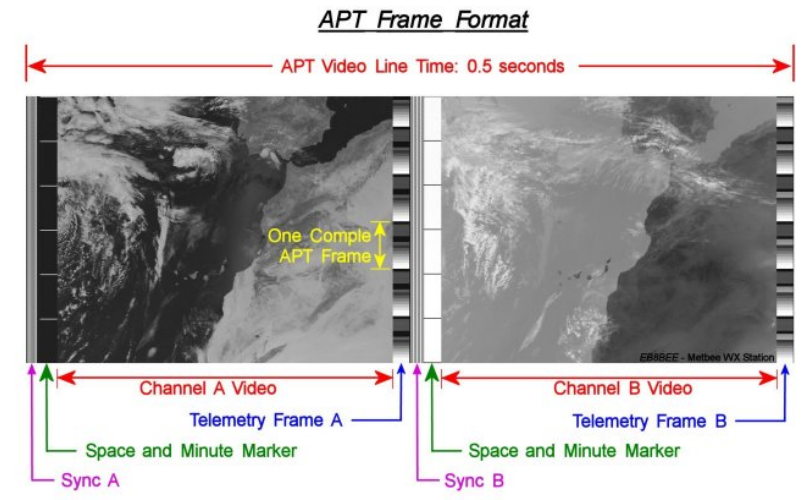 APT Frame Format
APT Video Line Time: 0.5 seconds
One Comple
APT Frame
EB8BEE - Metbee WX Station
Channel A Video
Channel B Video
Telemetry Frame A
Telemetry Frame B
Space and Minute Marker
Space and Minute Marker
Sync A
Sync B